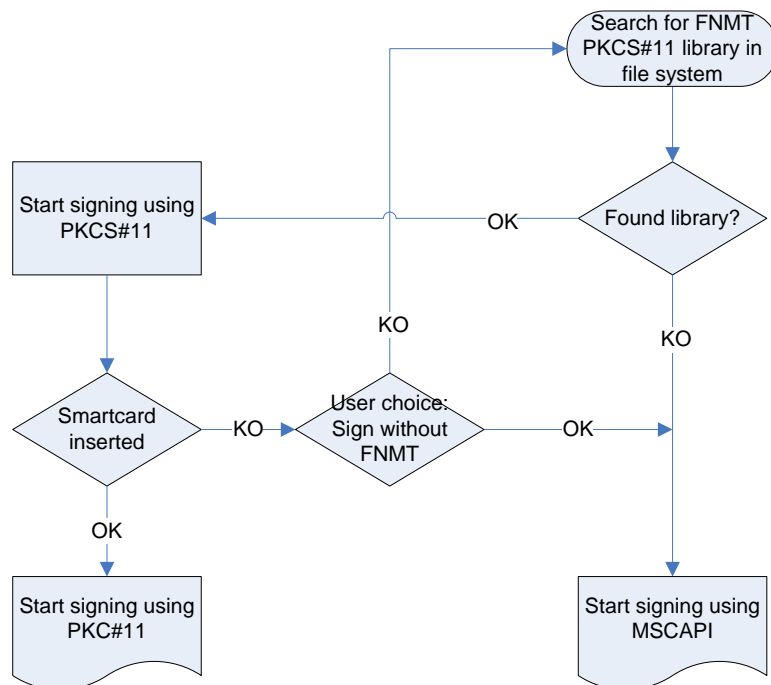 Search for FNMT
PKCS#11 library in
file system
Start signing using
PKCS#11
OK
Found library?
KO
KO
Smartcard
inserted
KO
User choice:
Sign without
FNMT
OK
OK
Start signing using
PKC#11
Start signing using
MSCAPI